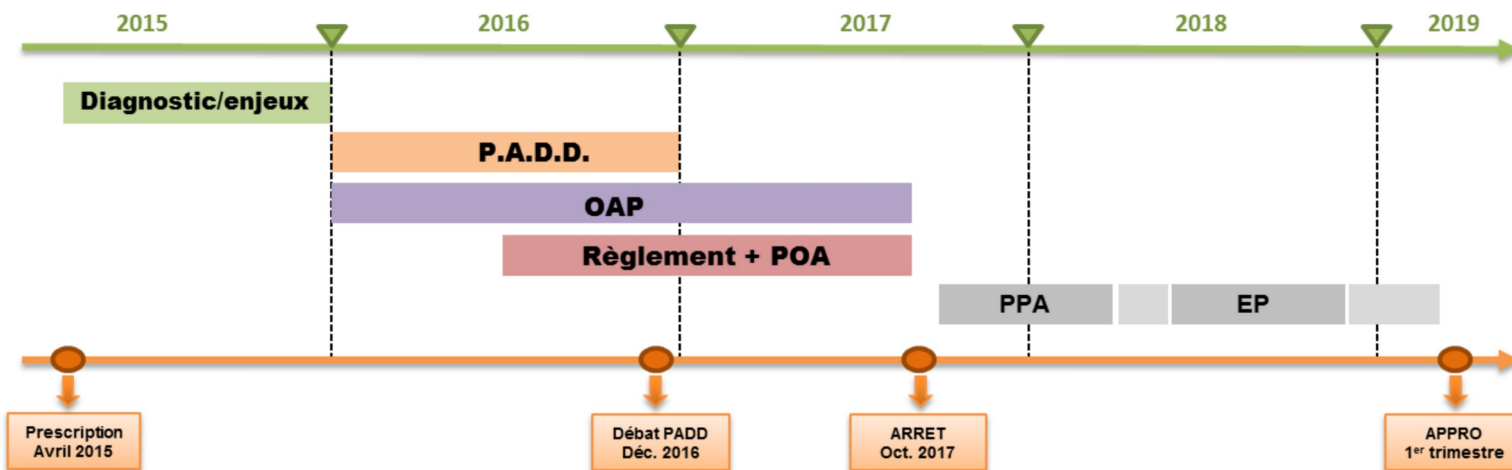 2015
2016
2017
2018
2019
Diagnostic/enjeux
P.A.D.D.
OAP
Règlement + POA
PPA
EP
Prescription
Avril 2015
Débat PADD
Déc. 2016
ARRET
Oct. 2017
APPRO
1er trimestre